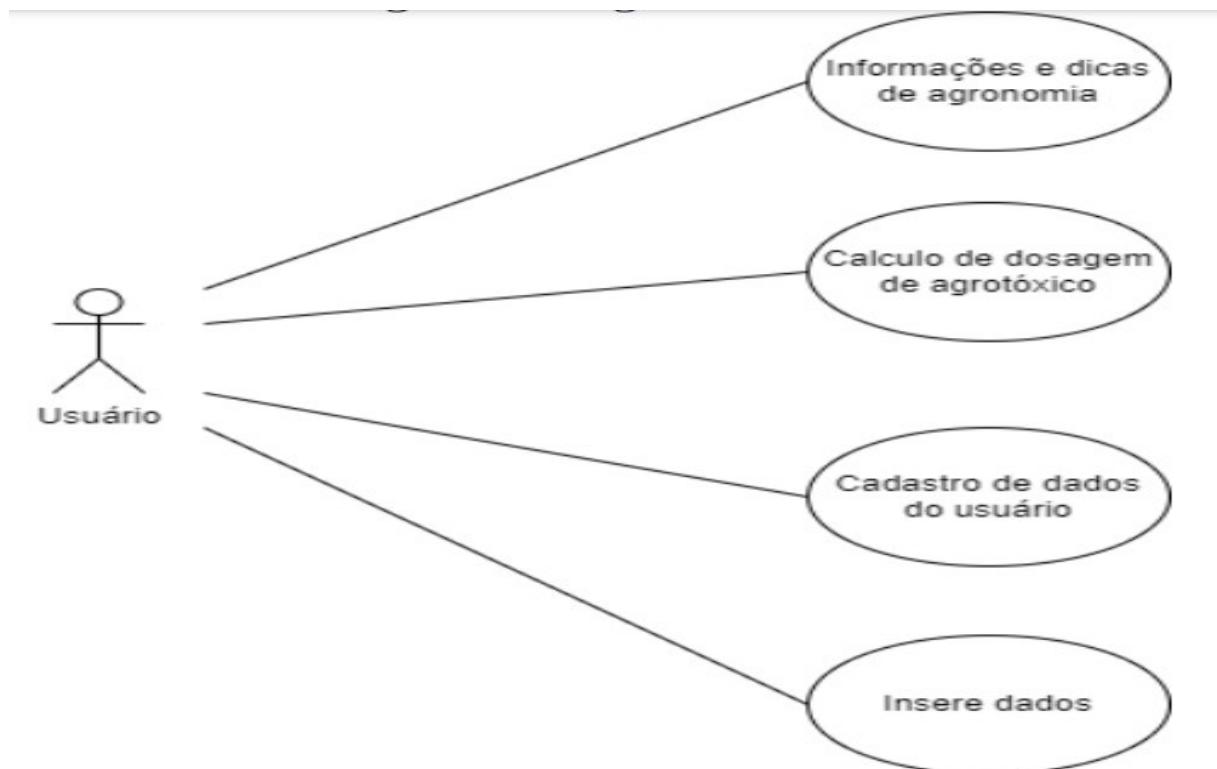 Informações e dicas
de agronomia
Calculo de dosagem
de agrotóxico
Usuário
Cadastro de dados
do usuário
Insere dados